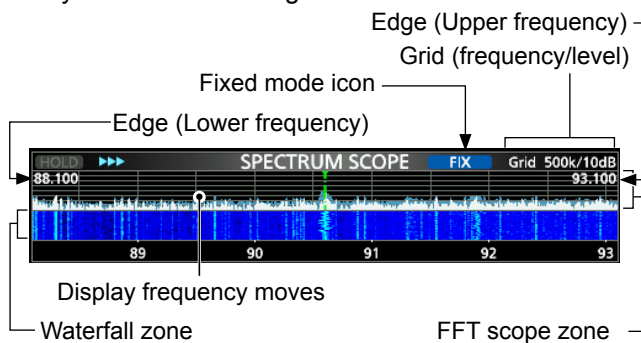 Edge (Upper frequency)
Grid (frequency/level)
Fixed mode icon
Edge (Lower frequency)
HOLD SPECTRUM SCOPE FIX Grid 500k/10dB
88.100 93.100
89 90 91 92 93
Display frequency moves
Waterfall zone FFT scope zone